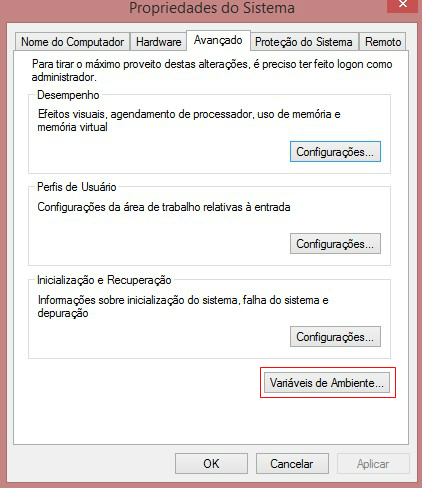 Propriedades do Sistema
Nome do Computador Hardware Avançado Proteção do Sistema Remoto
Para tirar o máximo proveito destas alterações, é preciso ter feito logon como
administrador.
Desempenho
Efeitos visuais, agendamento de processador, uso de memória e
memória virtual
Configurações...
Perfis de Usuário
Configurações da área de trabalho relativas à entrada
Configurações...
Inicialização e Recuperação
Informações sobre inicialização do sistema, falha do sistema e
depuração
Configurações...
Variáveis de Ambiente...
OK Cancelar Aplicar